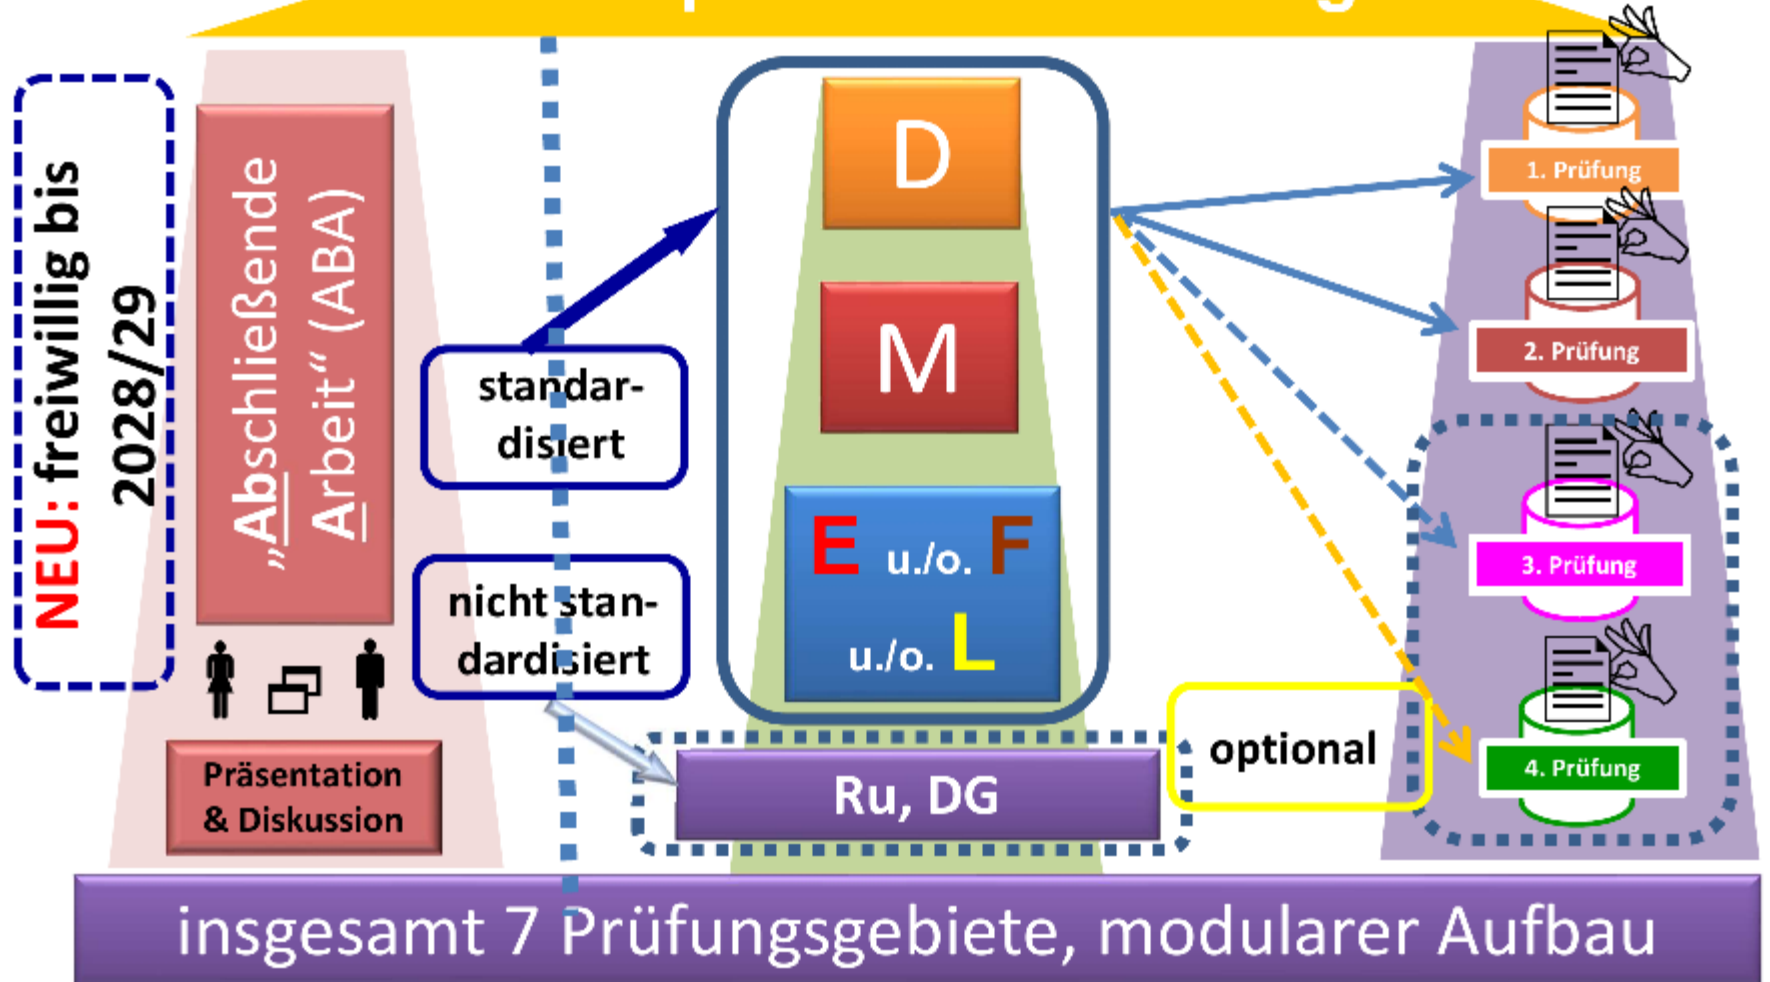 NEU: freiwillig bis
2028/29
„Abschließende
Arbeit“ (ABA)
Präsentation
& Diskussion
standar-
disiert
nicht stan-
dardisiert
D
M
E u./o. F
u./o. L
Ru, DG
optional
1. Prüfung
2. Prüfung
3. Prüfung
4. Prüfung
insgesamt 7 Prüfungsgebiete, modularer Aufbau